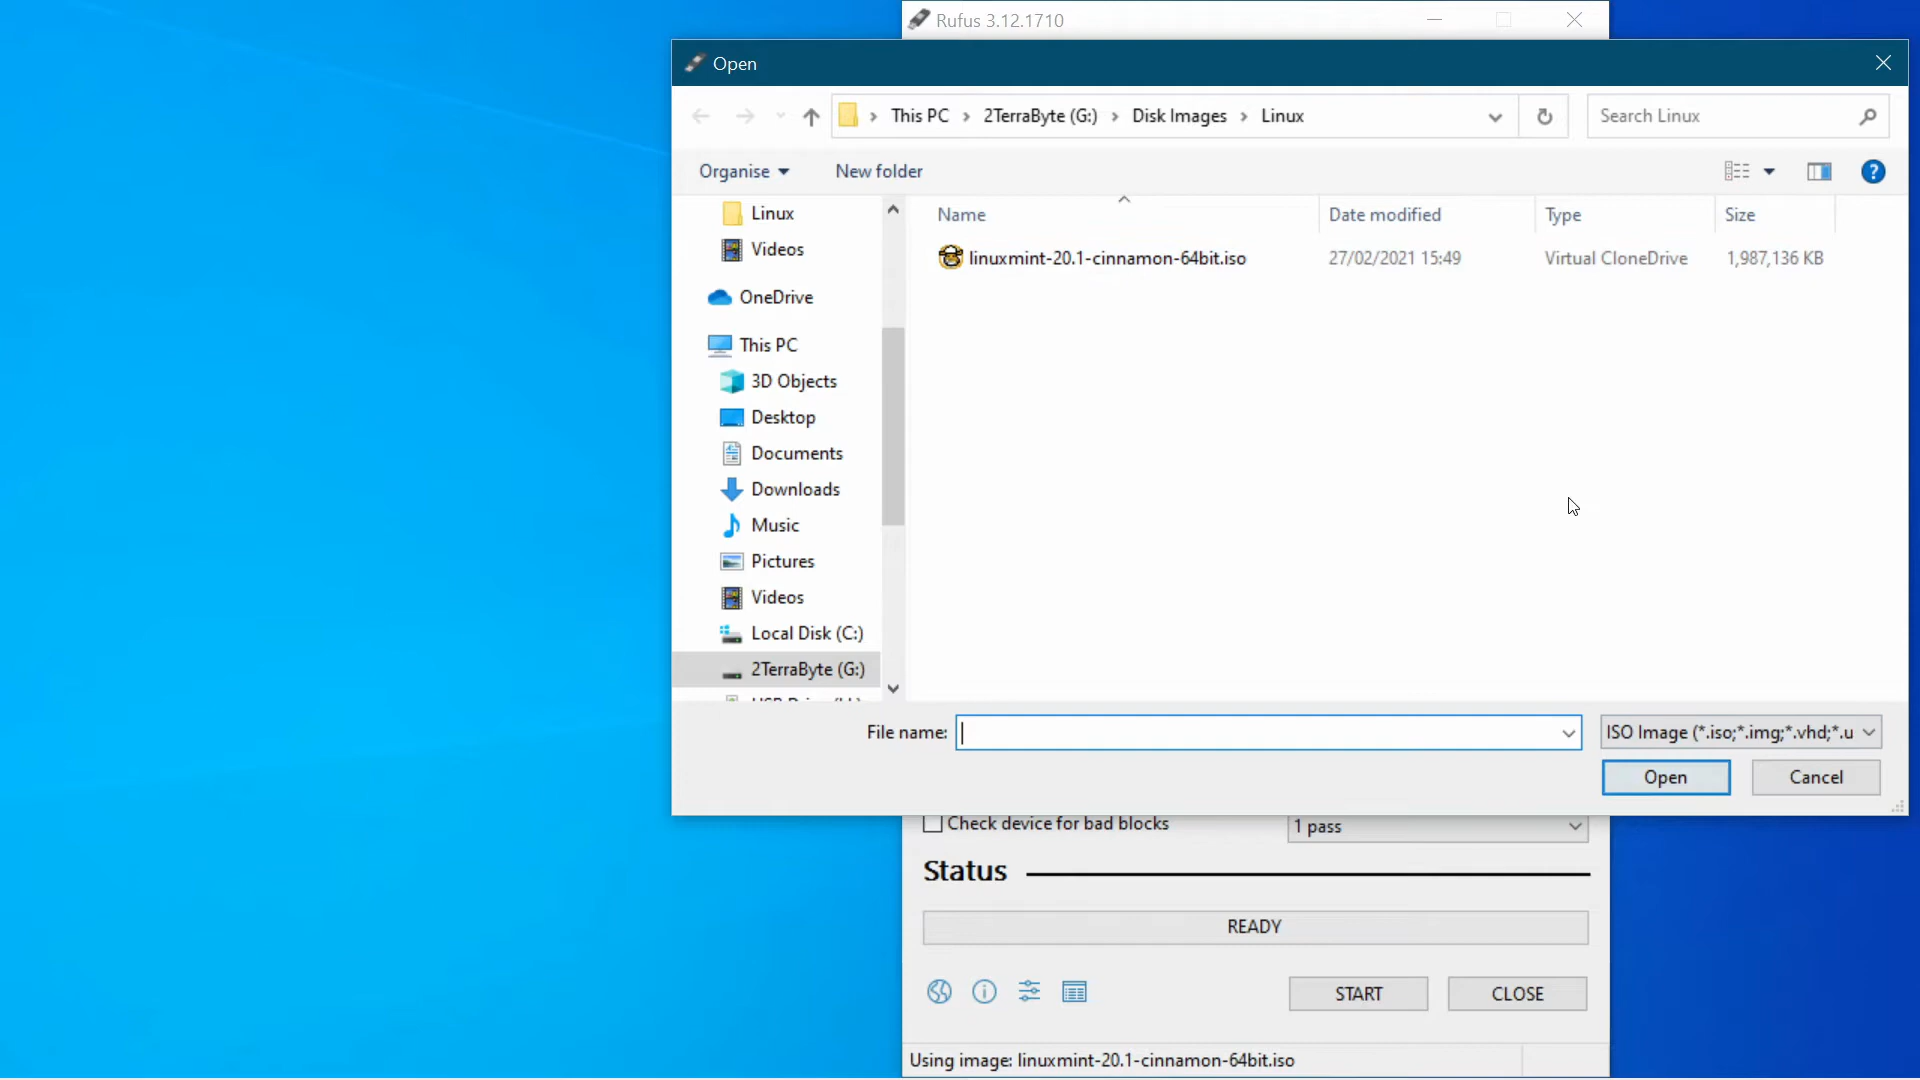 Rufus 3.12.1710
Open
This PC 2TerraByte (G:) Disk Images Linux
Search Linux
Organise New folder
Linux
Videos
OneDrive
This PC
3D Objects
Desktop
Documents
Downloads
Music
Pictures
Videos
Local Disk (C:)
2TerraByte (G:)
Name Date modified Type Size
linuxmint-20.1-cinnamon-64bit.iso 27/02/2021 15:49 Virtual CloneDrive 1,987,136 KB
File name:
ISO Image (*.iso;*.img;*.vhd;*.u
Open Cancel
Check device for bad blocks 1 pass
Status
READY
START CLOSE
Using image: linuxmint-20.1-cinnamon-64bit.iso